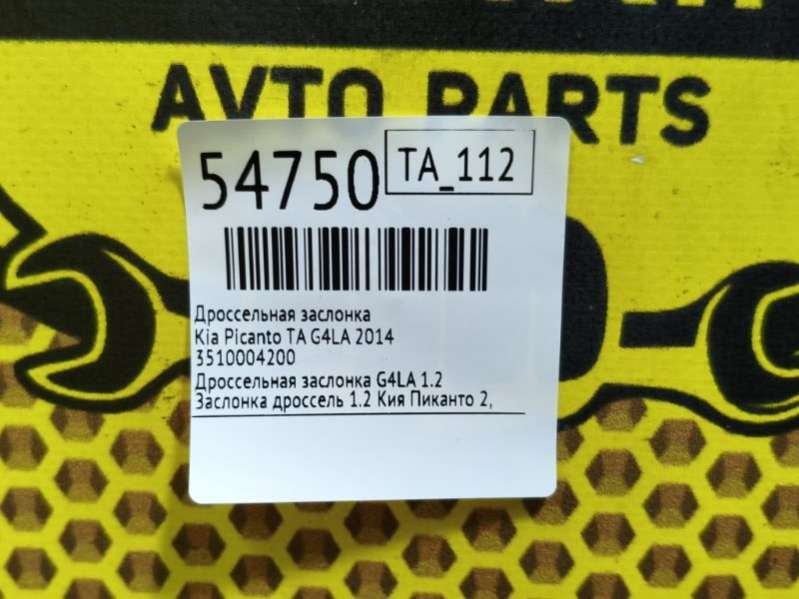 AVTO PARTS
54750
TA_112
Дроссельная заслонка
Kia Picanto TA G4LA 2014
3510004200
Дроссельная заслонка G4LA 1.2
Заслонка дроссель 1.2 Кия Пиканто 2,